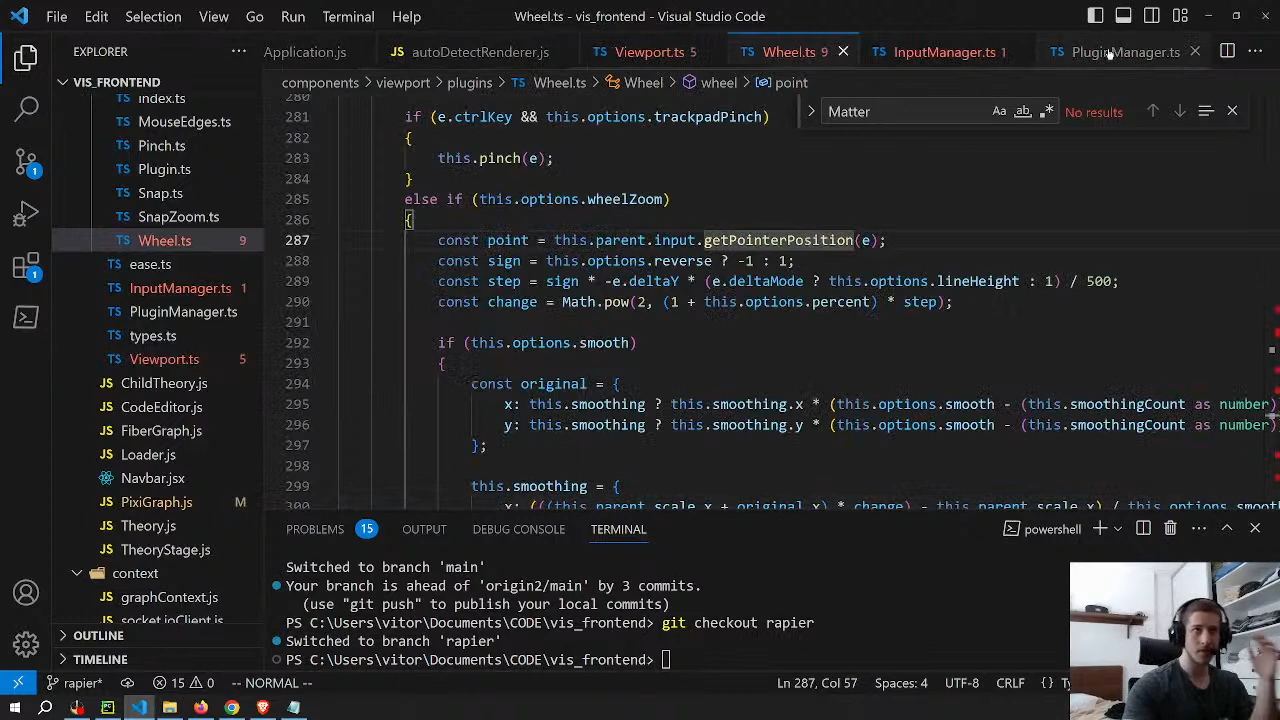 File Edit Selection View Go Run Terminal Help
Wheel.ts - vis_frontend - Visual Studio Code
EXPLORER
VIS_FRONTEND
index.ts
TS MouseEdges.ts
TS Pinch.ts
TS Plugin.ts
TS Snap.ts
TS SnapZoom.ts
TS Wheel.ts 9
TS ease.ts
TS InputManager.ts 1
TS PluginManager.ts
TS types.ts
TS Viewport.ts 5
JS ChildTheory.js
JS CodeEditor.js
JS FiberGraph.js
JS Loader.js
Navbar.jsx
JS PixiGraph.js M
JS Theory.js
JS TheoryStage.js
context
JS graphContext.js
JS socket.ioClient.js
OUTLINE
TIMELINE
1
1
Application.js
JS autoDetectRenderer.js
TS Viewport.ts 5
TS Wheel.ts 9
TS InputManager.ts 1
TS PluginManager.ts
components > viewport > plugins > TS Wheel.ts > Wheel > wheel > point
Matter
Aa ab .*
No results
280
281 if (e.ctrlKey && this.options.trackpadPinch)
282 {
283 this.pinch(e);
284 }
285 else if (this.options.wheelZoom)
286 {
287 const point = this.parent.input.getPointerPosition(e);
288 const sign = this.options.reverse ? -1 : 1;
289 const step = sign * -e.deltaY * (e.deltaMode ? this.options.lineHeight : 1) / 500;
290 const change = Math.pow(2, (1 + this.options.percent) * step);
291
292 if (this.options.smooth)
293 {
294 const original = {
295 x: this.smoothing ? this.smoothing.x * (this.options.smooth - (this.smoothingCount as number)
296 y: this.smoothing ? this.smoothing.y * (this.options.smooth - (this.smoothingCount as number)
297 };
298
299 this.smoothing = {
x: (((this.parent.scale.x + original.x) * change) - this.parent.scale.x) / this.options
PROBLEMS 15 OUTPUT DEBUG CONSOLE TERMINAL
powershell
Switched to branch 'main'
Your branch is ahead of 'origin2/main' by 3 commits.
(use "git push" to publish your local commits)
PS C:\Users\vitor\Documents\CODE\vis_frontend> git checkout rapier
Switched to branch 'rapier'
PS C:\Users\vitor\Documents\CODE\vis_frontend>
rapier* 15 0 -- NORMAL --
Ln 287, Col 57 Spaces: 4 UTF-8 CRLF {} Ty